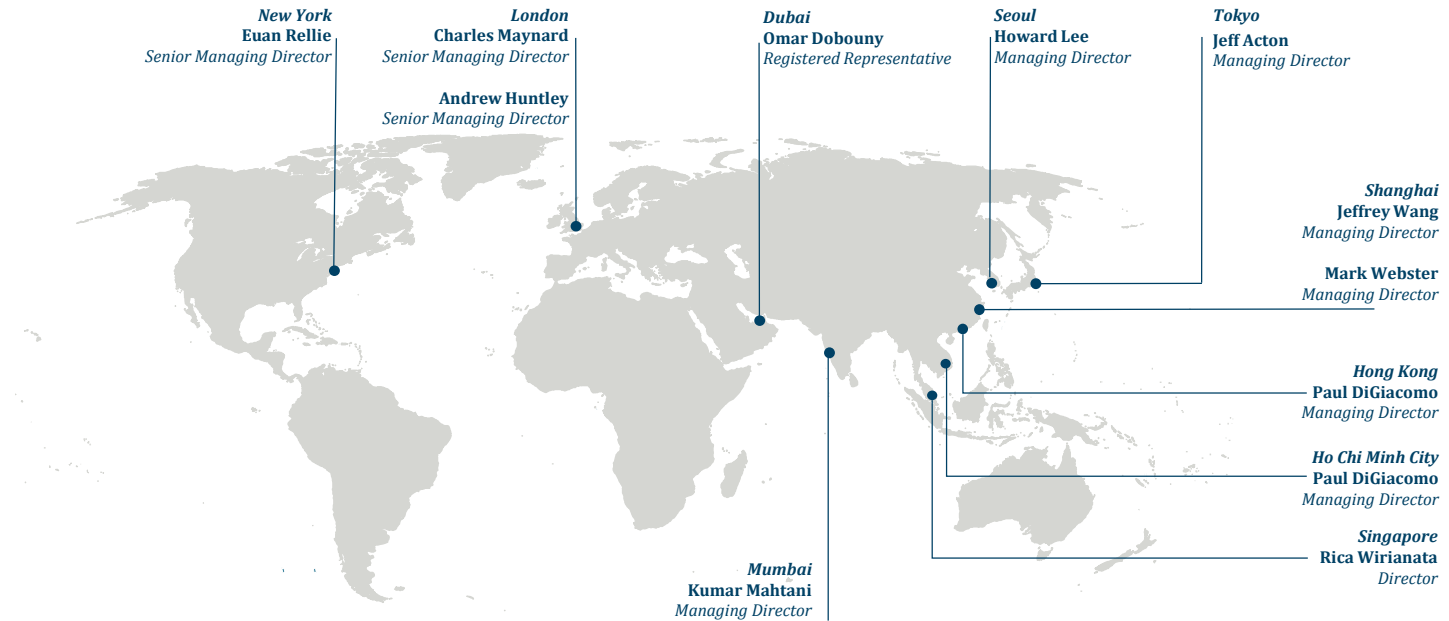 New York
Euan Rellie
Senior Managing Director
London
Charles Maynard
Senior Managing Director
Andrew Huntley
Senior Managing Director
Dubai
Omar Dobouny
Registered Representative
Seoul
Howard Lee
Managing Director
Tokyo
Jeff Acton
Managing Director
Shanghai
Jeffrey Wang
Managing Director
Mark Webster
Managing Director
Hong Kong
Paul DiGiacomo
Managing Director
Ho Chi Minh City
Paul DiGiacomo
Managing Director
Singapore
Rica Wirianata
Director
Mumbai
Kumar Mahtani
Managing Director